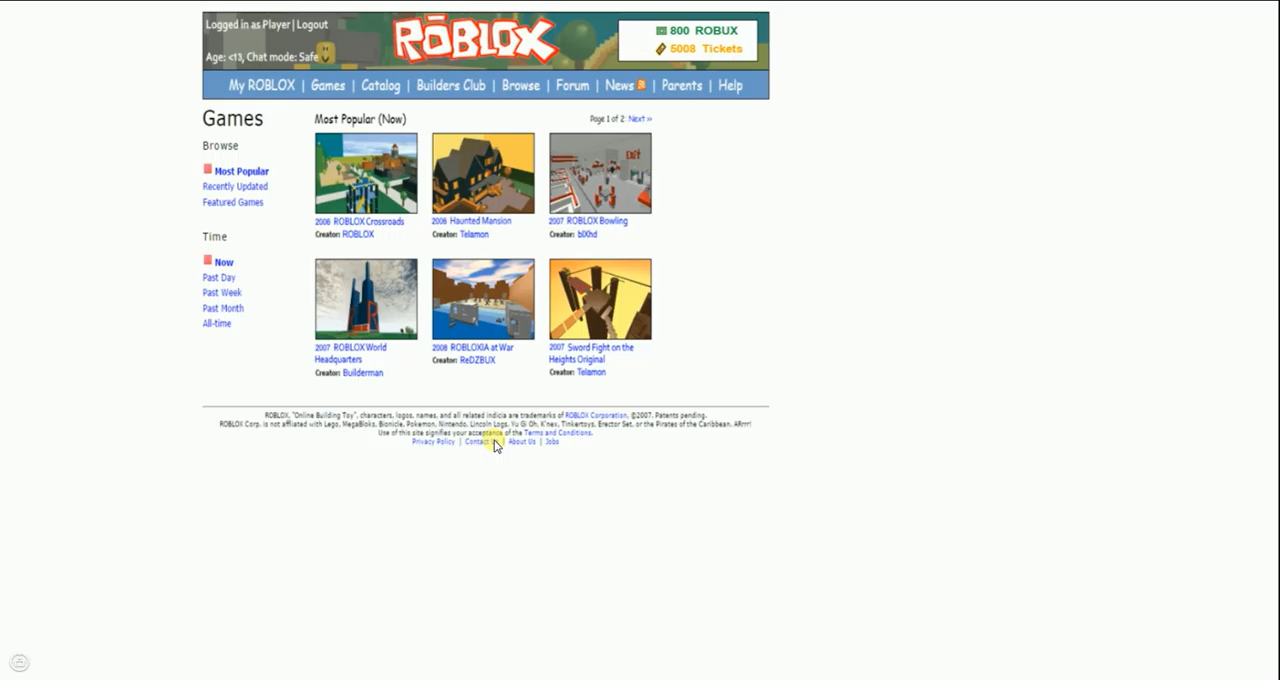 Logged in as Player | Logout
Age: <13, Chat mode: Safe
ROBLOX
800 ROBUX
5008 Tickets
My ROBLOX | Games | Catalog | Builders Club | Browse | Forum | News | Parents | Help
Games
Browse
Most Popular
Recently Updated
Featured Games
Time
Now
Past Day
Past Week
Past Month
All-time
Most Popular (Now)
Page 1 of 2: Next »
Exit
2006 ROBLOX Crossroads
Creator: ROBLOX
2006 Haunted Mansion
Creator: Telamon
2007 ROBLOX Bowling
Creator: blXhd
2007 ROBLOX World
Headquarters
Creator: Builderman
2008 ROBLOXIA at War
Creator: ReDZBUX
2007 Sword Fight on the
Heights Original
Creator: Telamon
ROBLOX, "Online Building Toy", characters, logos, names, and all related indicia are trademarks of ROBLOX Corporation, ©2007. Patents pending.
ROBLOX Corp. is not affiliated with Lego, MegaBloks, Bionicle, Pokemon, Nintendo, Lincoln Logs, Yu Gi Oh, K'nex, Tinkertoys, Erector Set, or the Pirates of the Caribbean. ARrrr!
Use of this site signifies your acceptance of the Terms and Conditions.
Privacy Policy | Contact | About Us | Jobs